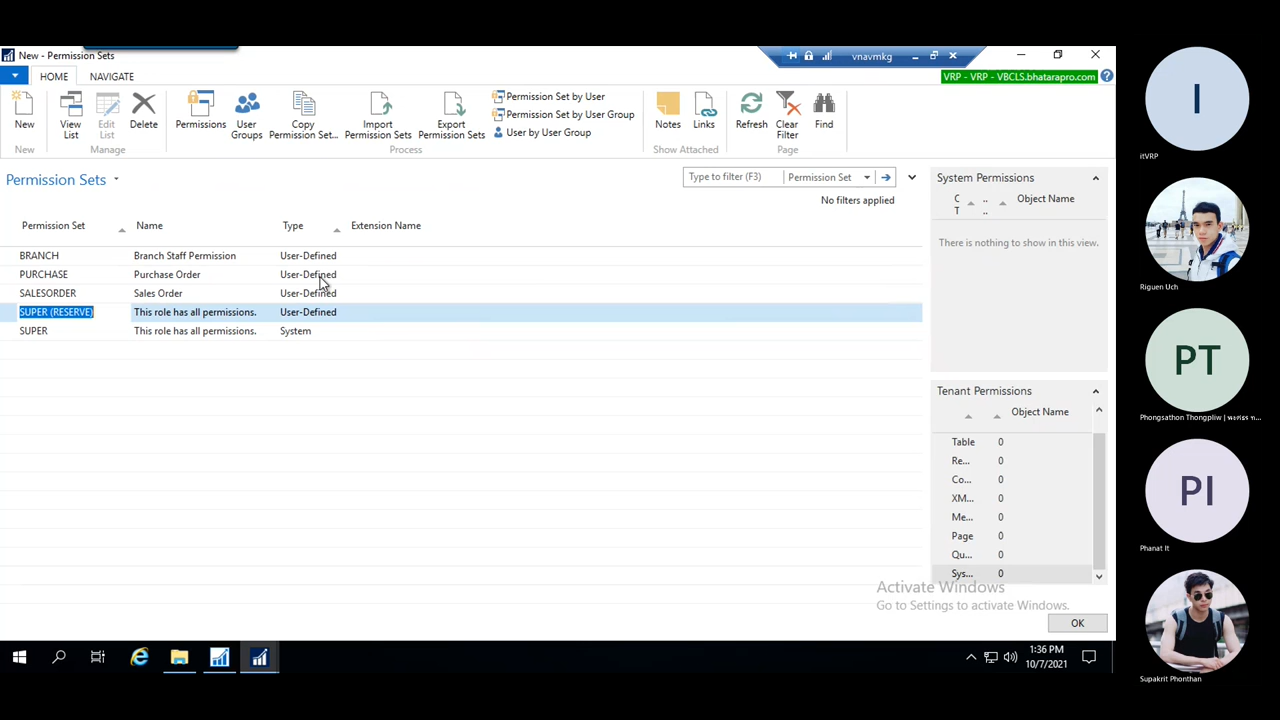 New - Permission Sets
vnavmkg
HOME
NAVIGATE
VRP - VRP - VBCLS.bhatarapro.com
New
View List
Edit List
Delete
Permissions
User Groups
Copy Permission Set...
Import Permission Sets
Export Permission Sets
Permission Set by User
Permission Set by User Group
User by User Group
Notes
Links
Refresh
Clear Filter
Find
New
Manage
Process
Show Attached
Page
Permission Sets
Type to filter (F3)
Permission Set
No filters applied
Permission Set Name Type Extension Name
BRANCH Branch Staff Permission User-Defined
PURCHASE Purchase Order User-Defined
SALESORDER Sales Order User-Defined
SUPER (RESERVE) This role has all permissions. User-Defined
SUPER This role has all permissions. System
System Permissions
C T .. .. Object Name
There is nothing to show in this view.
Tenant Permissions
Object Name
Table 0
Re... 0
Co... 0
XM... 0
Me... 0
Page 0
Qu... 0
Sys... 0
Activate Windows
Go to Settings to activate Windows.
OK
1:36 PM
10/7/2021
I
itVRP
Riguen Uch
PT
Phongsathon Thongpliw |
PI
Phanat It
Supakrit Phonthan